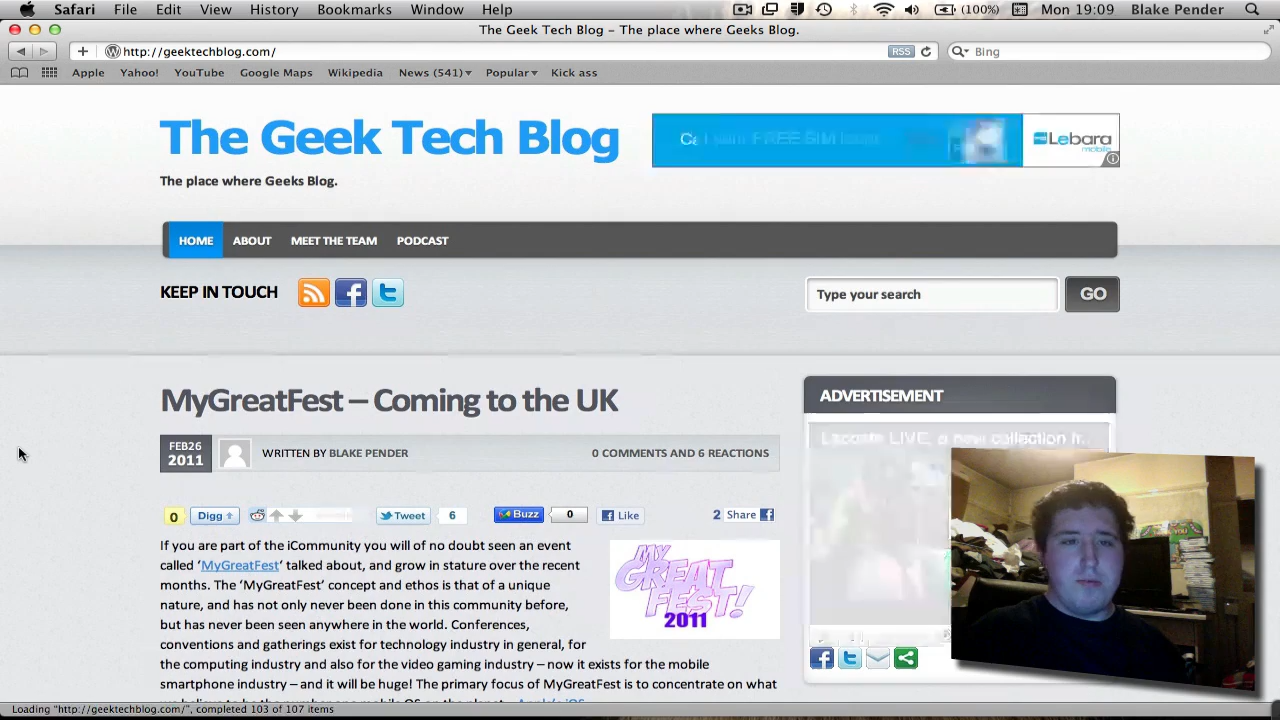 Safari File Edit View History Bookmarks Window Help (100%) Mon 19:09 Blake Pender
The Geek Tech Blog – The place where Geeks Blog.
http://geektechblog.com/ RSS Bing
Apple Yahoo! YouTube Google Maps Wikipedia News (541) Popular Kick ass
The Geek Tech Blog
Lebara
mobile
The place where Geeks Blog.
HOME ABOUT MEET THE TEAM PODCAST
KEEP IN TOUCH
Type your search GO
MyGreatFest – Coming to the UK
ADVERTISEMENT
FEB26
2011
WRITTEN BY BLAKE PENDER 0 COMMENTS AND 6 REACTIONS
Lacoste LIVE, a new collection
0 Digg Tweet 6 Buzz 0 Like 2 Share
If you are part of the iCommunity you will of no doubt seen an event
called ‘MyGreatFest‘ talked about, and grow in stature over the recent
months. The ‘MyGreatFest’ concept and ethos is that of a unique
nature, and has not only never been done in this community before,
but has never been seen anywhere in the world. Conferences,
conventions and gatherings exist for technology industry in general, for
the computing industry and also for the video gaming industry – now it exists for the mobile
smartphone industry – and it will be huge! The primary focus of MyGreatFest is to concentrate on what
MY
GREAT
FEST!
2011
Loading "http://geektechblog.com/", completed 103 of 107 items